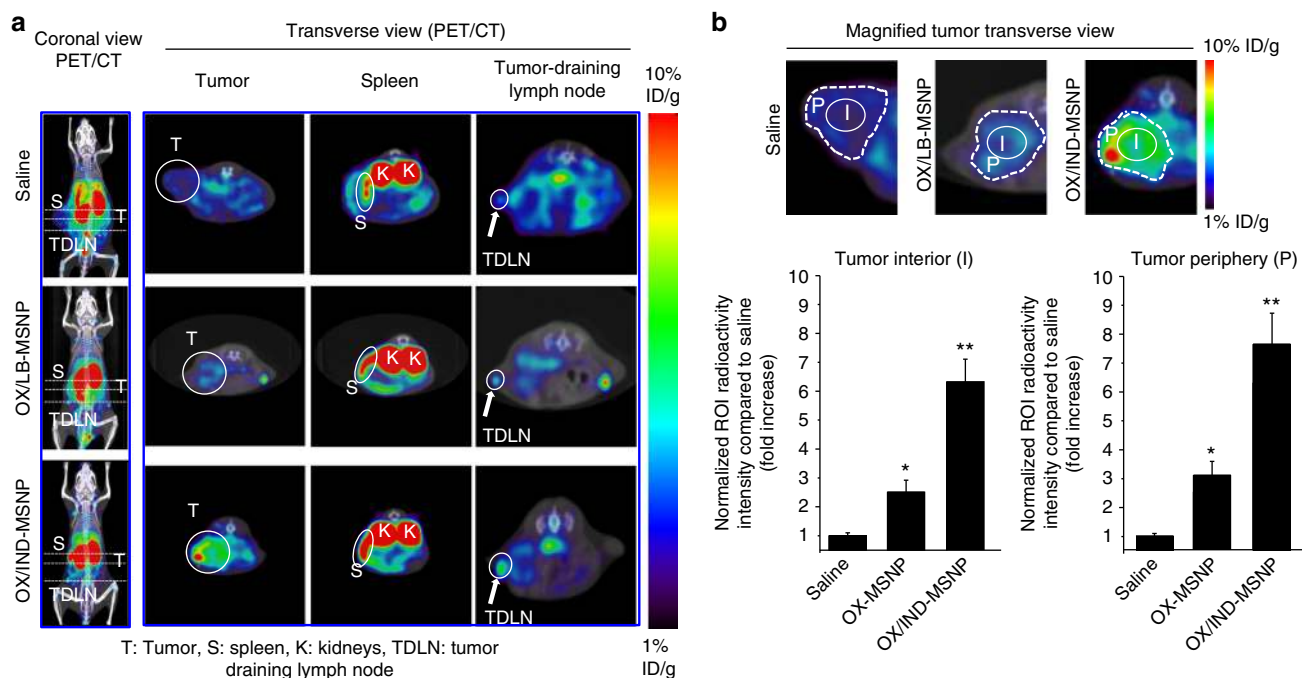 a
Coronal view
PET/CT
Transverse view (PET/CT)
Tumor
Spleen
Tumor-draining
lymph node
10%
ID/g
Saline
S
T
TDLN
T
K K
S
TDLN
OX/LB-MSNP
S
T
TDLN
T
K K
S
TDLN
OX/IND-MSNP
S
T
TDLN
T
K K
S
TDLN
1%
ID/g
T: Tumor, S: spleen, K: kidneys, TDLN: tumor
draining lymph node
b
Magnified tumor transverse view
10% ID/g
Saline
P
I
OX/LB-MSNP
I
P
OX/IND-MSNP
P
I
1% ID/g
Tumor interior (I)
Normalized ROI radioactivity
intensity compared to saline
(fold increase)
10
9
8
7
6
5
4
3
2
1
*
**
Saline
OX-MSNP
OX/IND-MSNP
Tumor periphery (P)
Normalized ROI radioactivity
intensity compared to saline
(fold increase)
10
9
8
7
6
5
4
3
2
1
*
**
Saline
OX-MSNP
OX/IND-MSNP